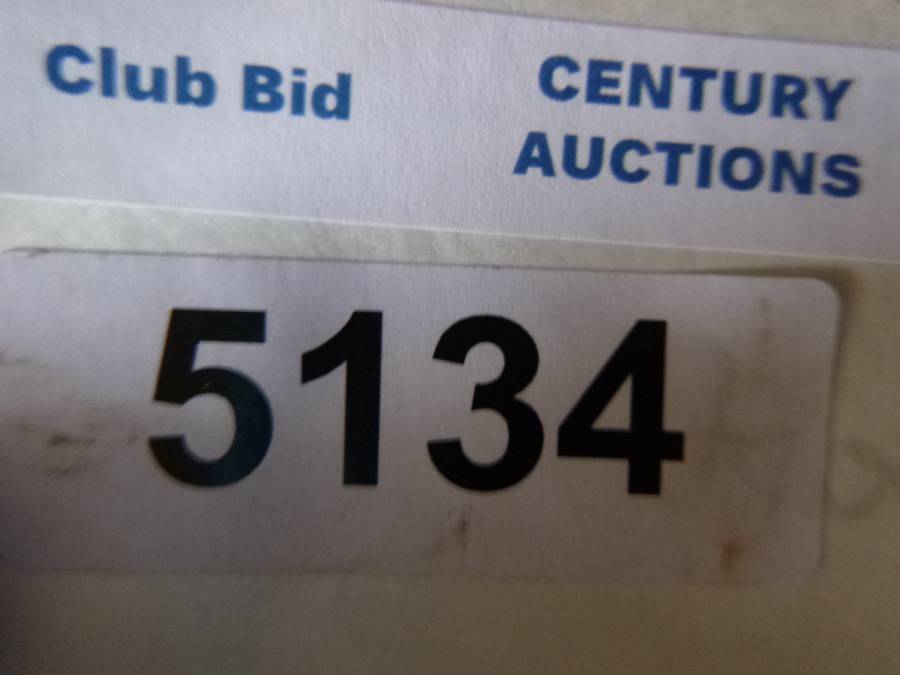 Club Bid
CENTURY
AUCTIONS
5134